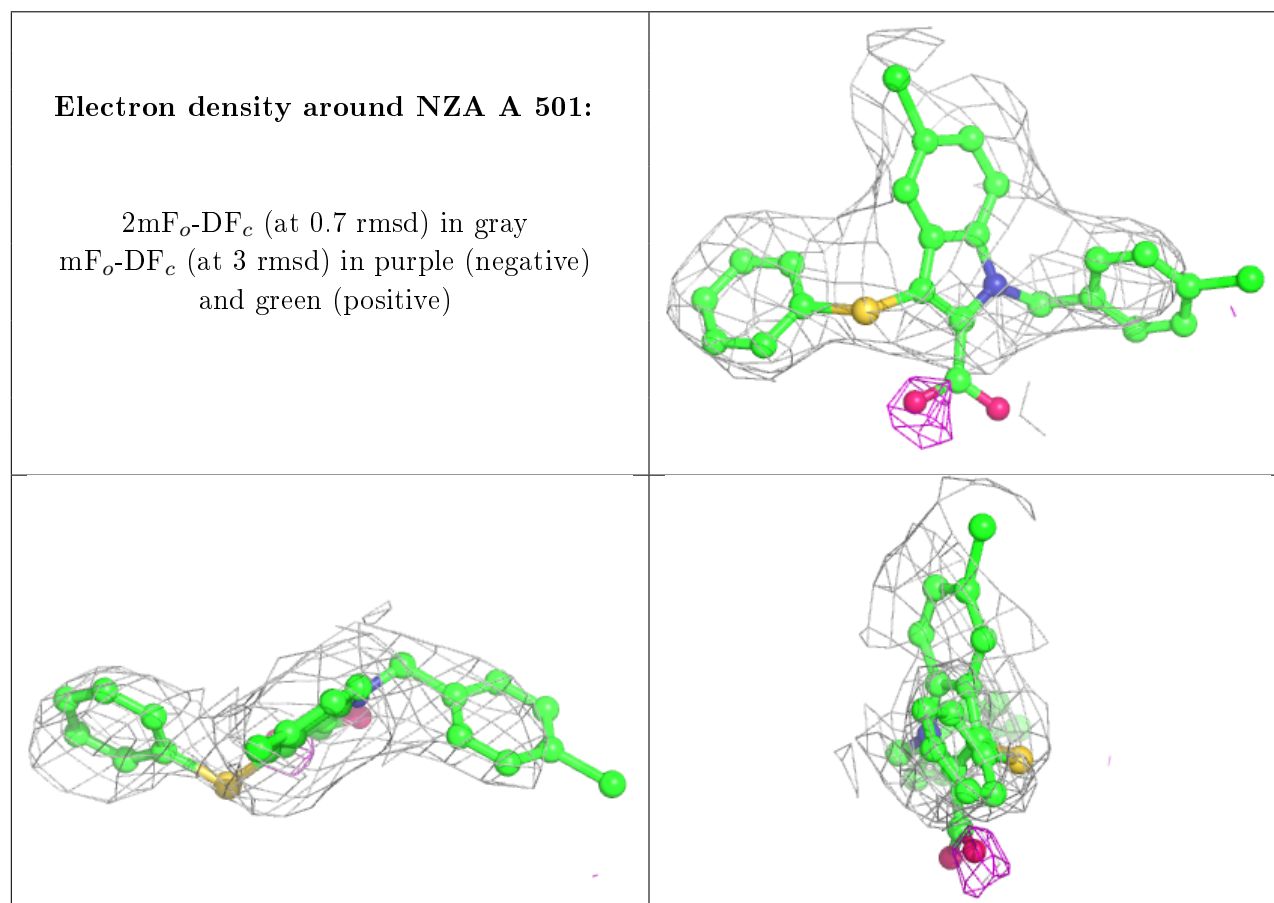 Electron density around NZA A 501:
2mFo-DFc (at 0.7 rmsd) in gray
mFo-DFc (at 3 rmsd) in purple (negative)
and green (positive)